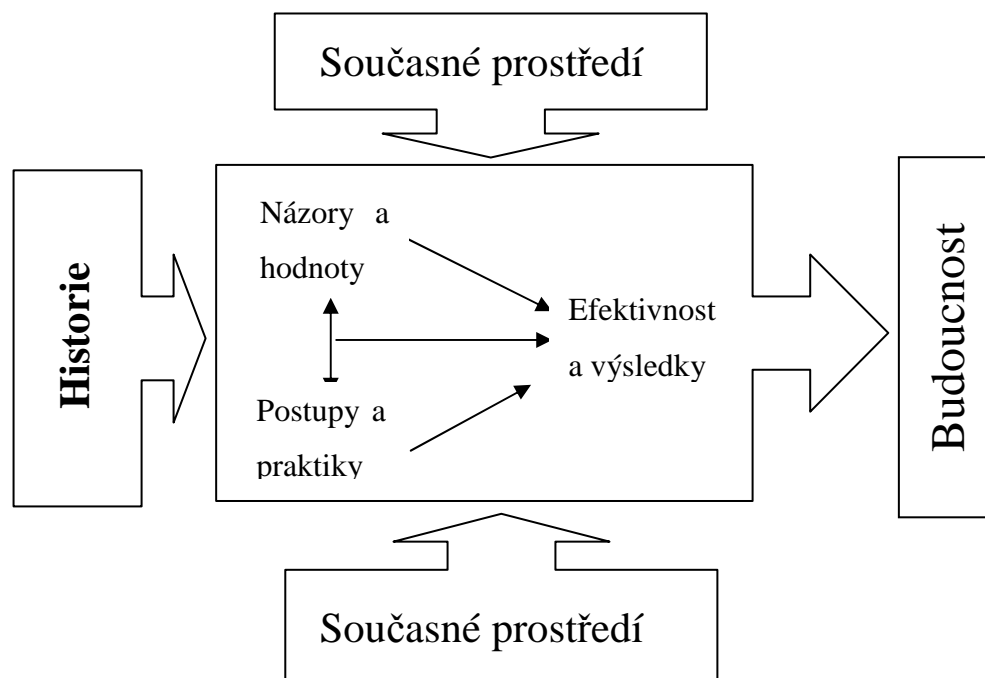 Současné prostředí
Historie
Názory a
hodnoty
Postupy a
praktiky
Efektivnost
a výsledky
Budoucnost
Současné prostředí